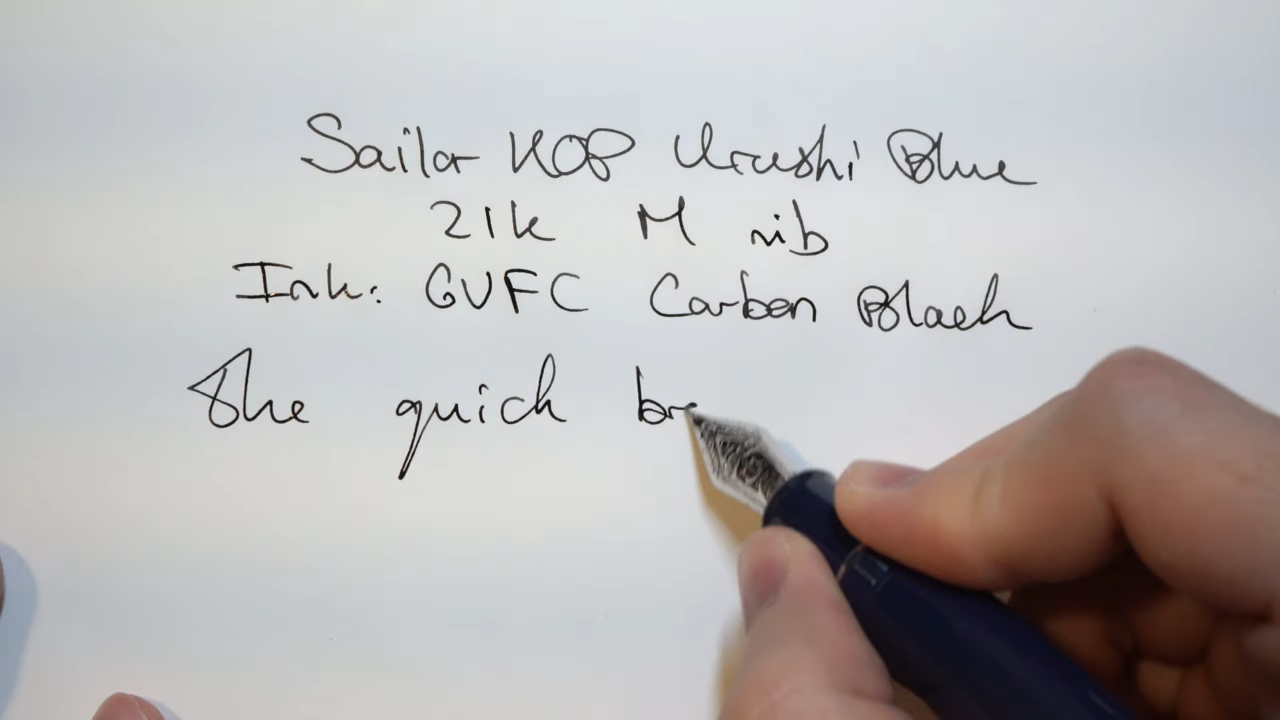 Sailor KOP Urushi Blue
21k M nib
Ink: GVFC Carbon Black
The quick br